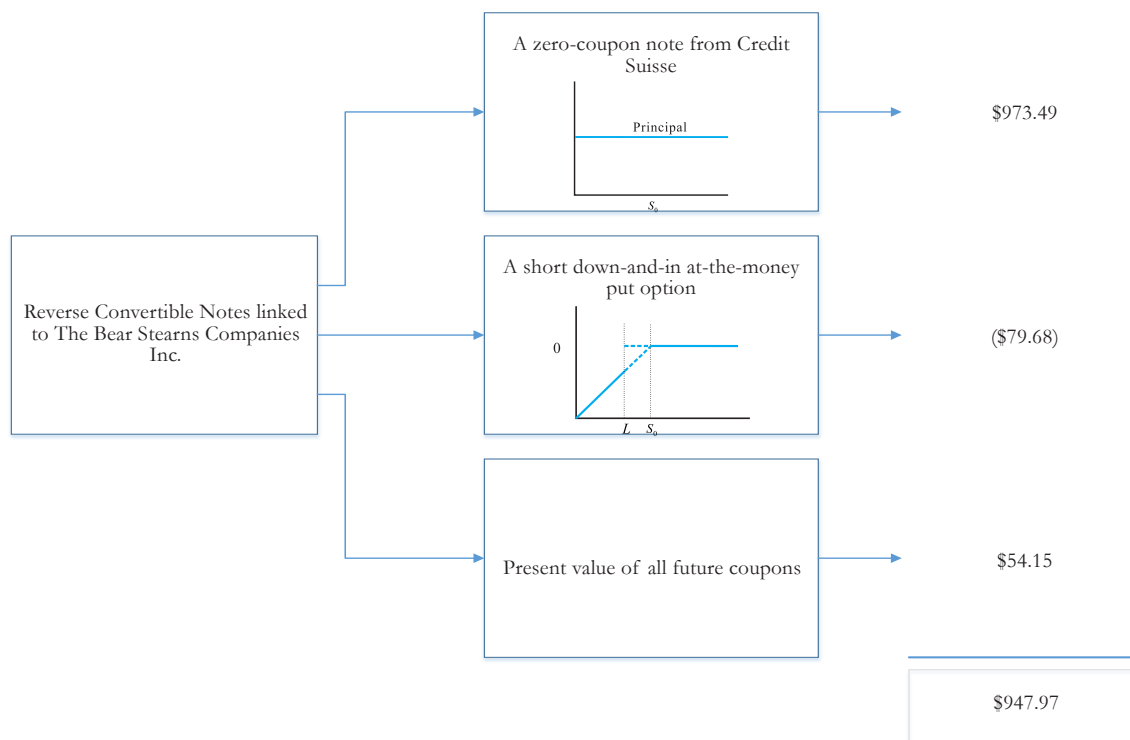 A zero-coupon note from Credit
Suisse
Principal
S₀
$973.49
Reverse Convertible Notes linked
to The Bear Stearns Companies
Inc.
A short down-and-in at-the-money
put option
0
L S₀
($79.68)
Present value of all future coupons
$54.15
$947.97